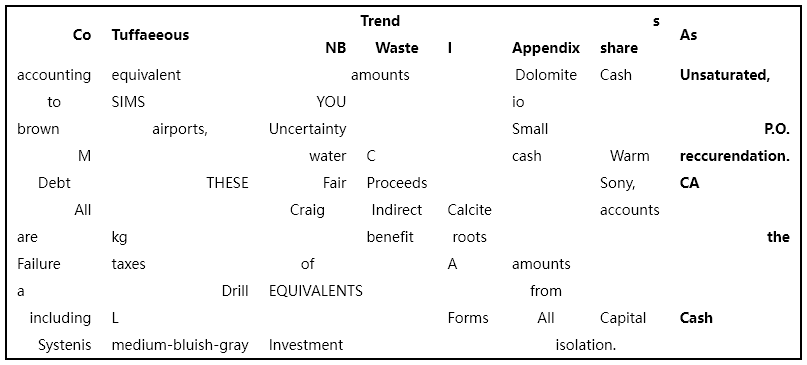 Trend s
Co Tuffaeeous As
NB Waste I Appendix share
accounting equivalent amounts Dolomite Cash Unsaturated,
to SIMS YOU io
brown airports, Uncertainty Small P.O.
M water C cash Warm reccurendation.
Debt THESE Fair Proceeds Sony, CA
All Craig Indirect Calcite accounts
are kg benefit roots the
Failure taxes of A amounts
a Drill EQUIVALENTS from
including L Forms All Capital Cash
Systenis medium-bluish-gray Investment isolation.